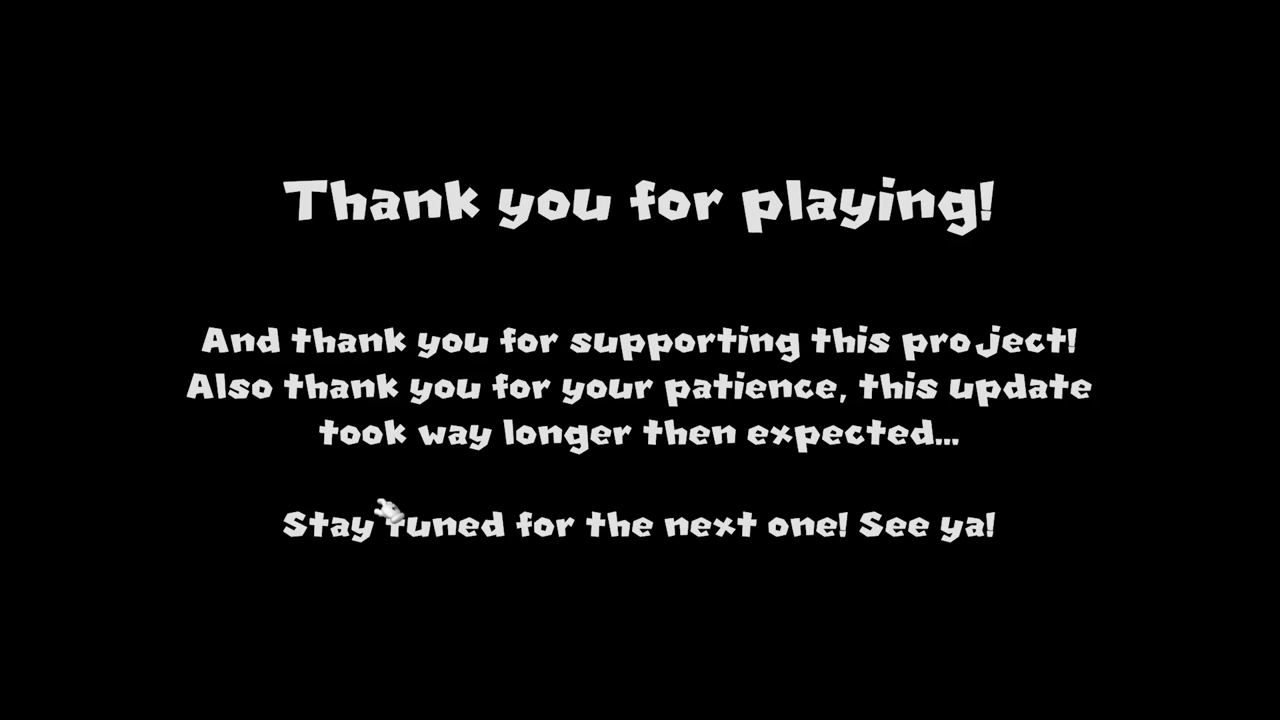 Thank you for playing!
And thank you for supporting this project!
Also thank you for your patience, this update
took way longer then expected...
Stay tuned for the next one! See ya!